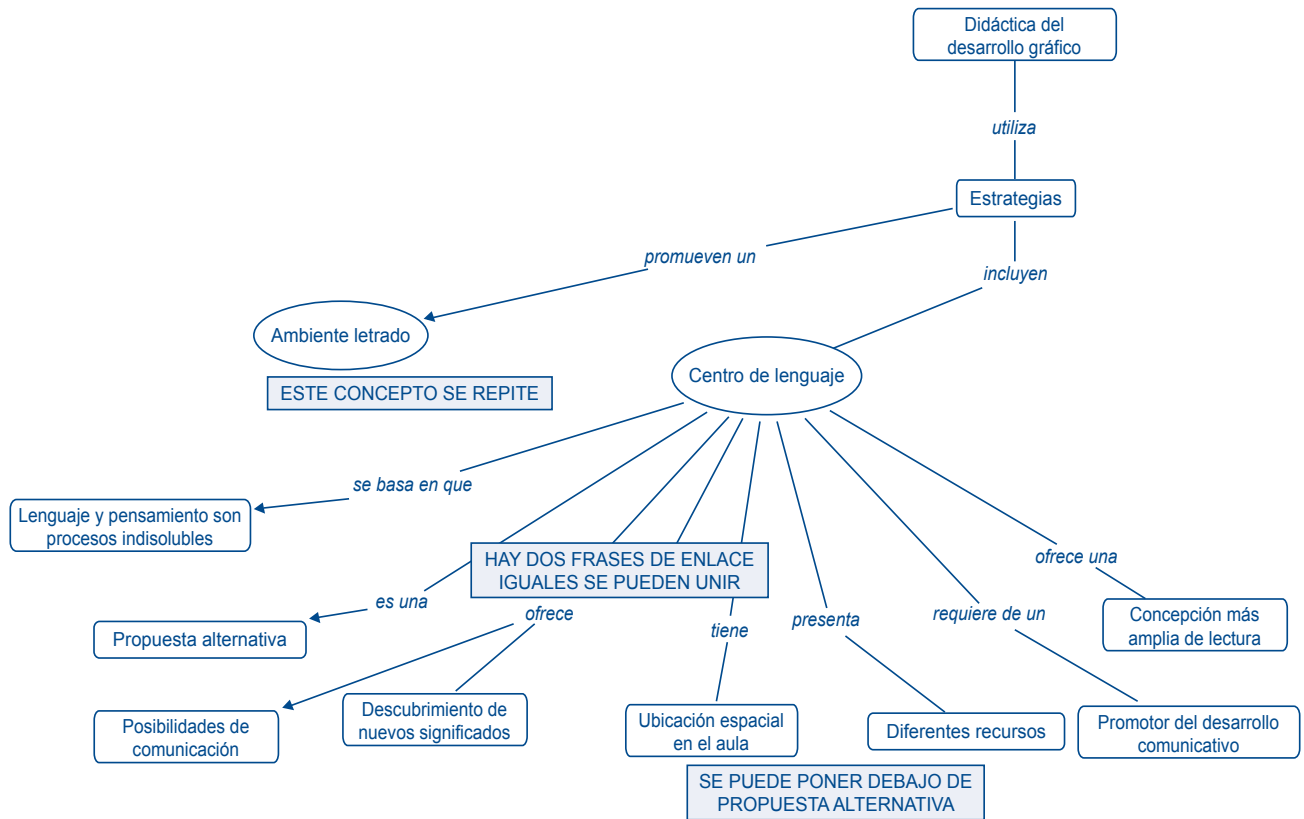 Didáctica del
desarrollo gráfico
utiliza
Estrategias
promueven un
incluyen
Ambiente letrado
ESTE CONCEPTO SE REPITE
Centro de lenguaje
se basa en que
Lenguaje y pensamiento son
procesos indisolubles
HAY DOS FRASES DE ENLACE
IGUALES SE PUEDEN UNIR
ofrece una
es una
ofrece
tiene
presenta
requiere de un
Concepción más
amplia de lectura
Propuesta alternativa
Posibilidades de
comunicación
Descubrimiento de
nuevos significados
Ubicación espacial
en el aula
Diferentes recursos
Promotor del desarrollo
comunicativo
SE PUEDE PONER DEBAJO DE
PROPUESTA ALTERNATIVA